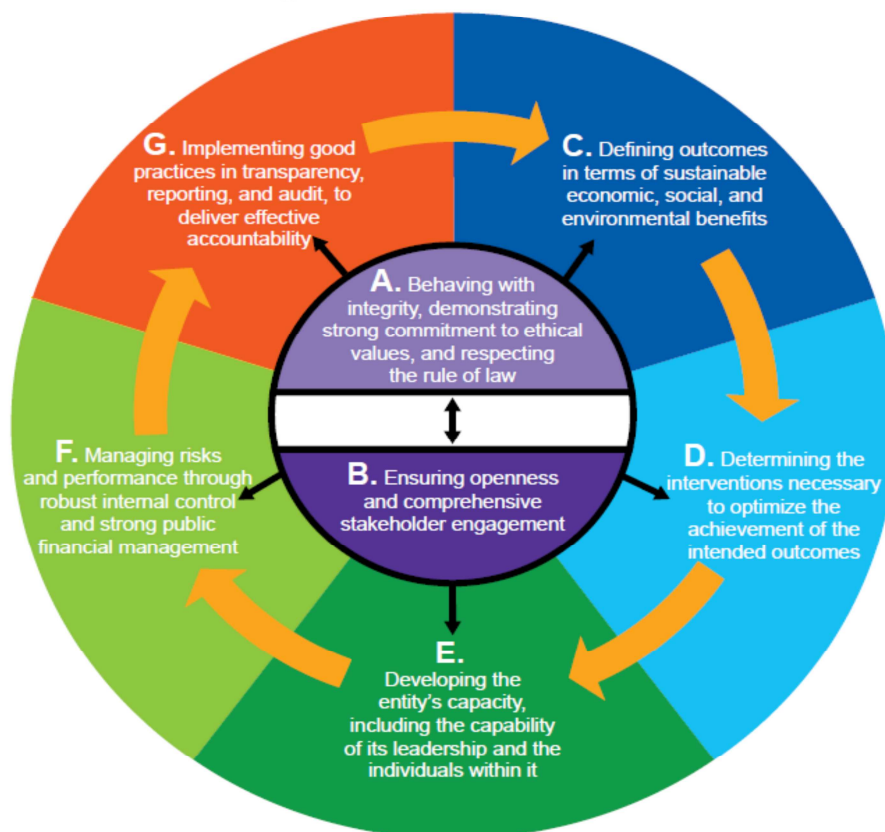 A. Behaving with
integrity, demonstrating
strong commitment to ethical
values, and respecting
the rule of law
B. Ensuring openness
and comprehensive
stakeholder engagement
C. Defining outcomes
in terms of sustainable
economic, social, and
environmental benefits
D. Determining the
interventions necessary
to optimize the
achievement of the
intended outcomes
E.
Developing the
entity's capacity,
including the capability
of its leadership and the
individuals within it
F. Managing risks
and performance through
robust internal control
and strong public
financial management
G. Implementing good
practices in transparency,
reporting, and audit, to
deliver effective
accountability